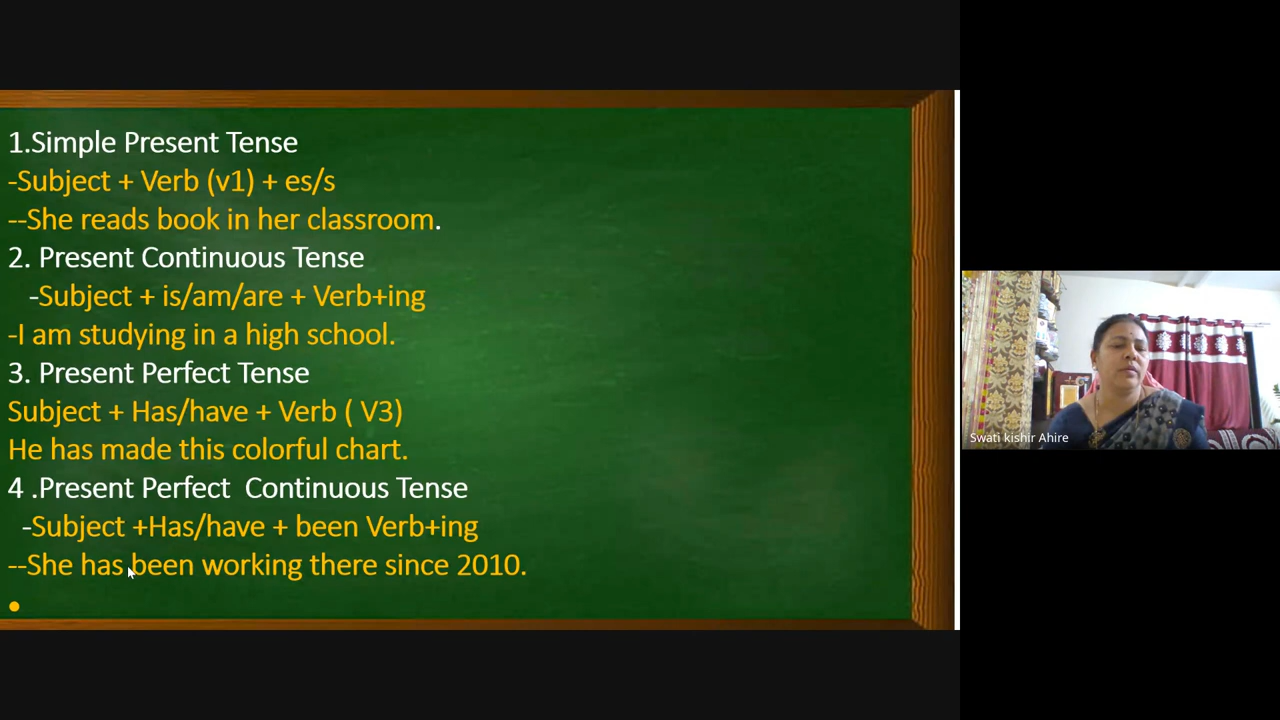 1.Simple Present Tense
-Subject + Verb (v1) + es/s
--She reads book in her classroom.
2. Present Continuous Tense
-Subject + is/am/are + Verb+ing
-I am studying in a high school.
3. Present Perfect Tense
Subject + Has/have + Verb ( V3)
He has made this colorful chart.
4 .Present Perfect  Continuous Tense
-Subject +Has/have + been Verb+ing
--She has been working there since 2010.
Swati kishir Ahire